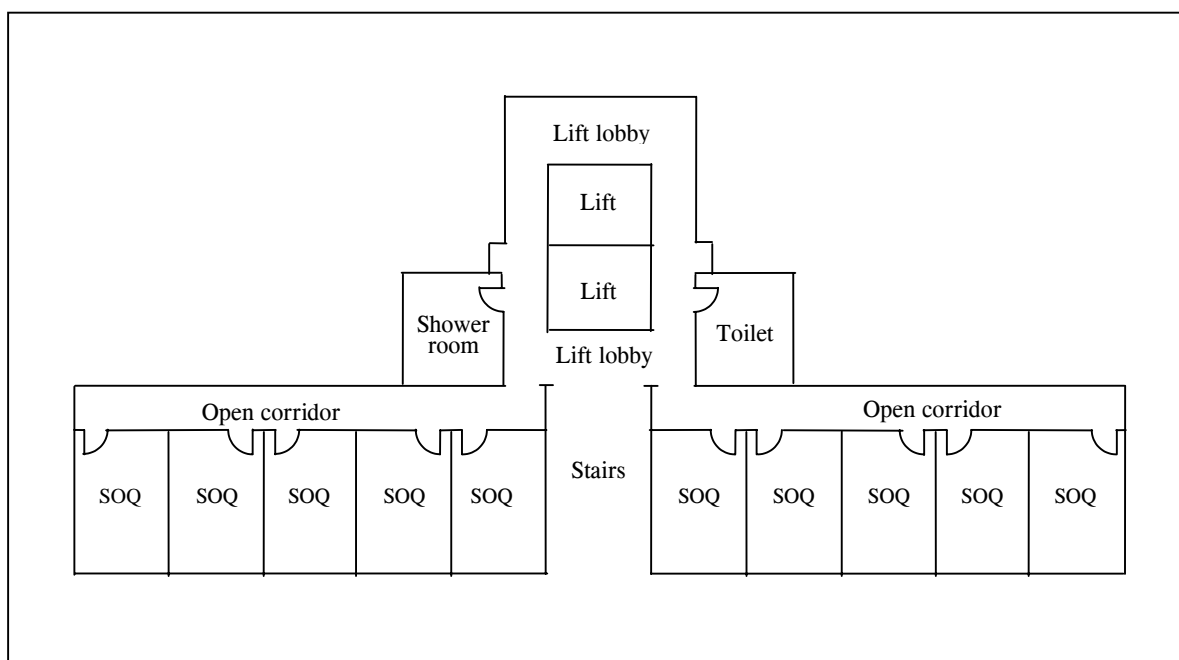 Lift lobby
Lift
Lift
Shower
room
Toilet
Lift lobby
Open corridor
Open corridor
Stairs
SOQ
SOQ
SOQ
SOQ
SOQ
SOQ
SOQ
SOQ
SOQ
SOQ